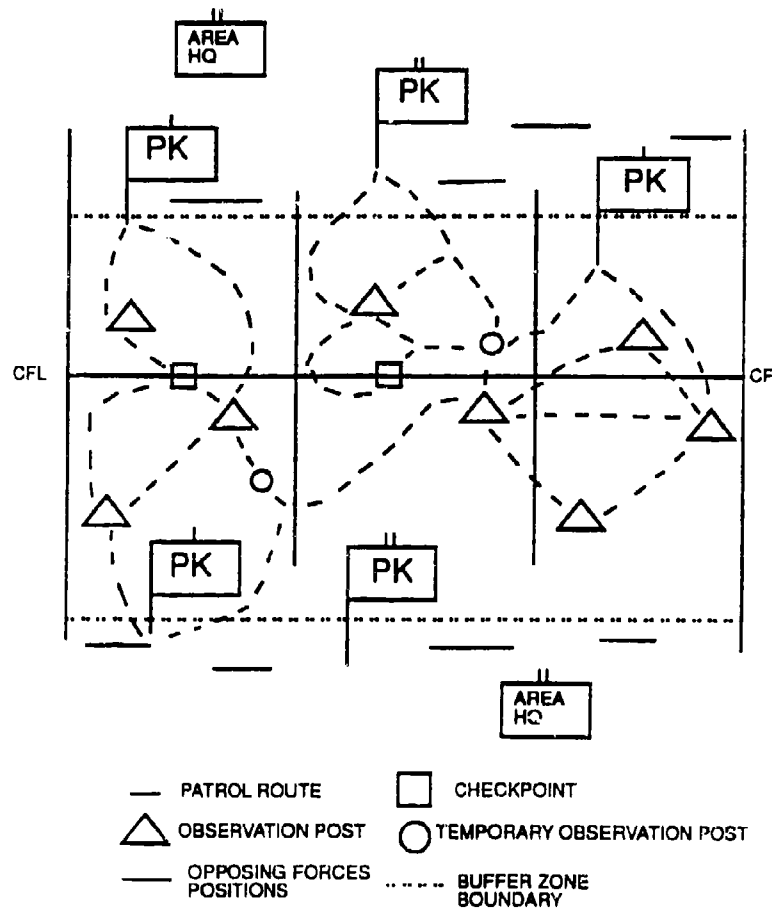 AREA
HQ
PK
PK
PK
CFL
CF
PK
PK
AREA
HQ
PATROL ROUTE
CHECKPOINT
OBSERVATION POST
TEMPORARY OBSERVATION POST
OPPOSING FORCES
POSITIONS
BUFFER ZONE
BOUNDARY